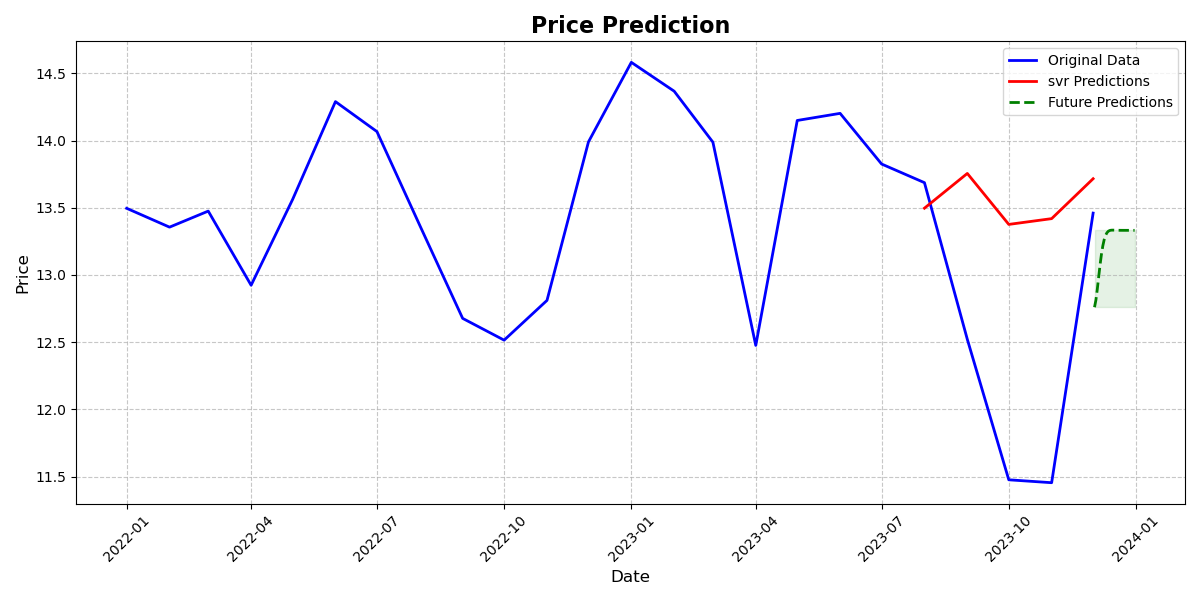 Price Prediction
Original Data
svr Predictions
Future Predictions
Price
14.5
14.0
13.5
13.0
12.5
12.0
11.5
2022-01
2022-04
2022-07
2022-10
2023-01
2023-04
2023-07
2023-10
2024-01
Date